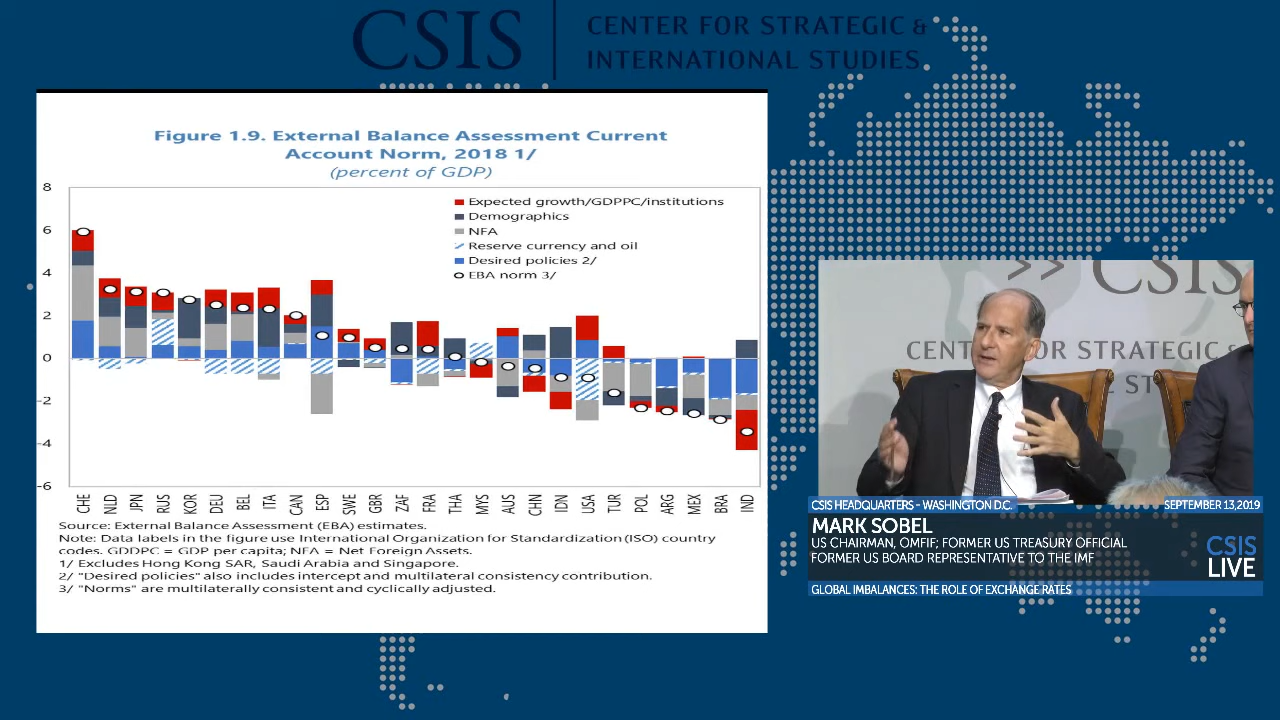 CSIS
CENTER FOR STRATEGIC &
INTERNATIONAL STUDIES
Figure 1.9. External Balance Assessment Current
Account Norm, 2018 1/
(percent of GDP)
8
6
4
2
0
-2
-4
-6
Expected growth/GDPPC/institutions
Demographics
NFA
Reserve currency and oil
Desired policies 2/
EBA norm 3/
CHE NLD JPN RUS KOR DEU BEL ITA CAN ESP SWE GBR ZAF FRA THA MYS AUS CHN IDN USA TUR POL ARG MEX BRA IND
Source: External Balance Assessment (EBA) estimates.
Note: Data labels in the figure use International Organization for Standardization (ISO) country
codes. GDDPC = GDP per capita; NFA = Net Foreign Assets.
1/ Excludes Hong Kong SAR, Saudi Arabia and Singapore.
2/ "Desired policies" also includes intercept and multilateral consistency contribution.
3/ "Norms" are multilaterally consistent and cyclically adjusted.
>> CSIS
CENT OR STRATEGIC &
L ST
CSIS HEADQUARTERS - WASHINGTON D.C.
SEPTEMBER 13,2019
MARK SOBEL
US CHAIRMAN, OMFIF; FORMER US TREASURY OFFICIAL
FORMER US BOARD REPRESENTATIVE TO THE IMF
CSIS
LIVE
GLOBAL IMBALANCES: THE ROLE OF EXCHANGE RATES